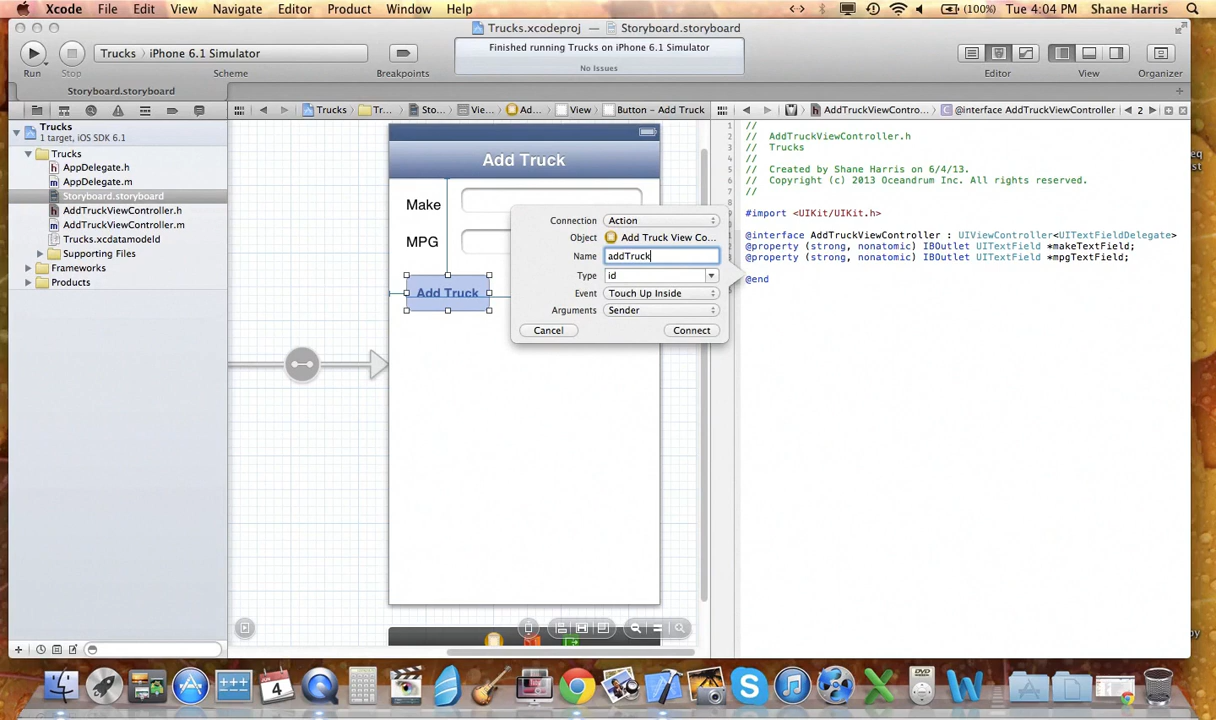 Xcode File Edit View Navigate Editor Product Window Help (100%) Tue 4:04 PM Shane Harris
Trucks.xcodeproj — Storyboard.storyboard
Trucks iPhone 6.1 Simulator
Finished running Trucks on iPhone 6.1 Simulator
No Issues
Run Stop Scheme Breakpoints Editor View Organizer
Storyboard.storyboard
Trucks Tr... Sto... Vie... Ad... View Button – Add Truck
AddTruckViewContro... C @interface AddTruckViewController 2
Trucks
1 target, iOS SDK 6.1
Trucks
AppDelegate.h
AppDelegate.m
Storyboard.storyboard
AddTruckViewController.h
AddTruckViewController.m
Trucks.xcdatamodeld
Supporting Files
Frameworks
Products
Add Truck
Make
MPG
Add Truck
Connection Action
Object Add Truck View Co...
Name addTruck
Type id
Event Touch Up Inside
Arguments Sender
Cancel Connect
//
// AddTruckViewController.h
// Trucks
//
// Created by Shane Harris on 6/4/13.
// Copyright (c) 2013 Oceandrum Inc. All rights reserved.
//
#import <UIKit/UIKit.h>
@interface AddTruckViewController : UIViewController<UITextFieldDelegate>
@property (strong, nonatomic) IBOutlet UITextField *makeTextField;
@property (strong, nonatomic) IBOutlet UITextField *mpgTextField;
@end